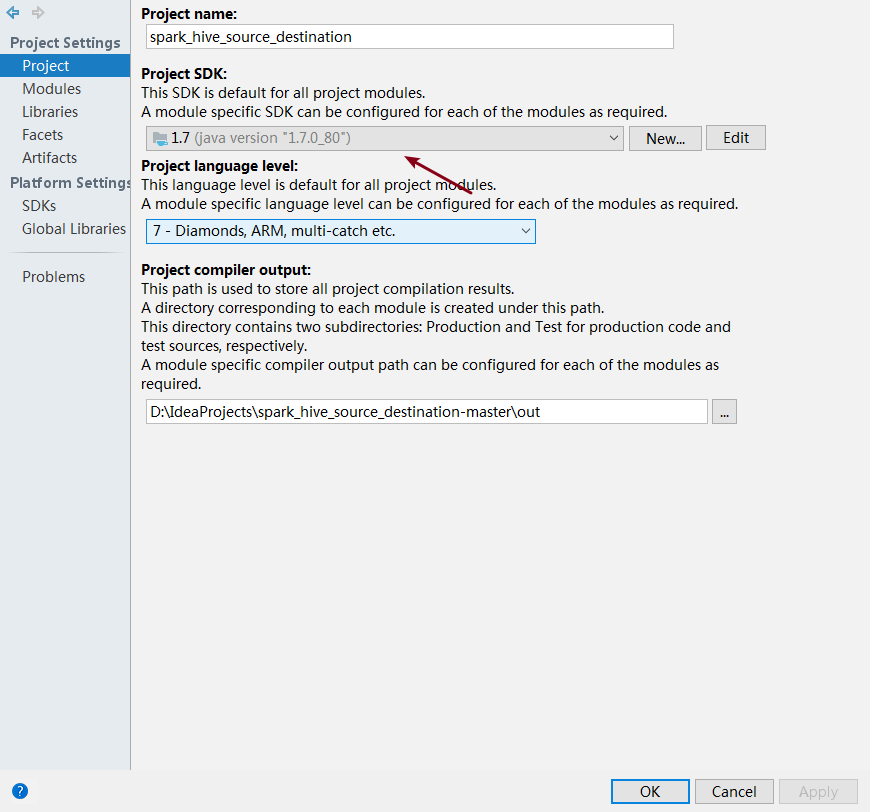 Project name:
Project Settings
spark_hive_source_destination
Project
Modules
Libraries
Facets
Artifacts
Platform Settings
SDKs
Global Libraries
Problems
Project SDK:
This SDK is default for all project modules.
A module specific SDK can be configured for each of the modules as required.
1.7 (java version "1.7.0_80")
New...
Edit
Project language level:
This language level is default for all project modules.
A module specific language level can be configured for each of the modules as required.
7 - Diamonds, ARM, multi-catch etc.
Project compiler output:
This path is used to store all project compilation results.
A directory corresponding to each module is created under this path.
This directory contains two subdirectories: Production and Test for production code and
test sources, respectively.
A module specific compiler output path can be configured for each of the modules as
required.
D:\IdeaProjects\spark_hive_source_destination-master\out
...
?
OK
Cancel
Apply